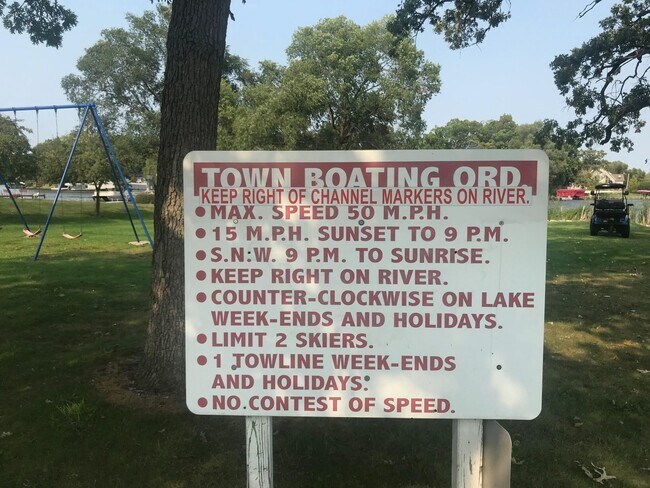 TOWN BOATING ORD.
KEEP RIGHT OF CHANNEL MARKERS ON RIVER.
• MAX. SPEED 50 M.P.H.
• 15 M.P.H. SUNSET TO 9 P.M.
• S.N.W. 9 P.M. TO SUNRISE.
• KEEP RIGHT ON RIVER.
• COUNTER-CLOCKWISE ON LAKE
WEEK-ENDS AND HOLIDAYS.
• LIMIT 2 SKIERS.
• 1 TOWLINE WEEK-ENDS
AND HOLIDAYS.
• NO CONTEST OF SPEED.